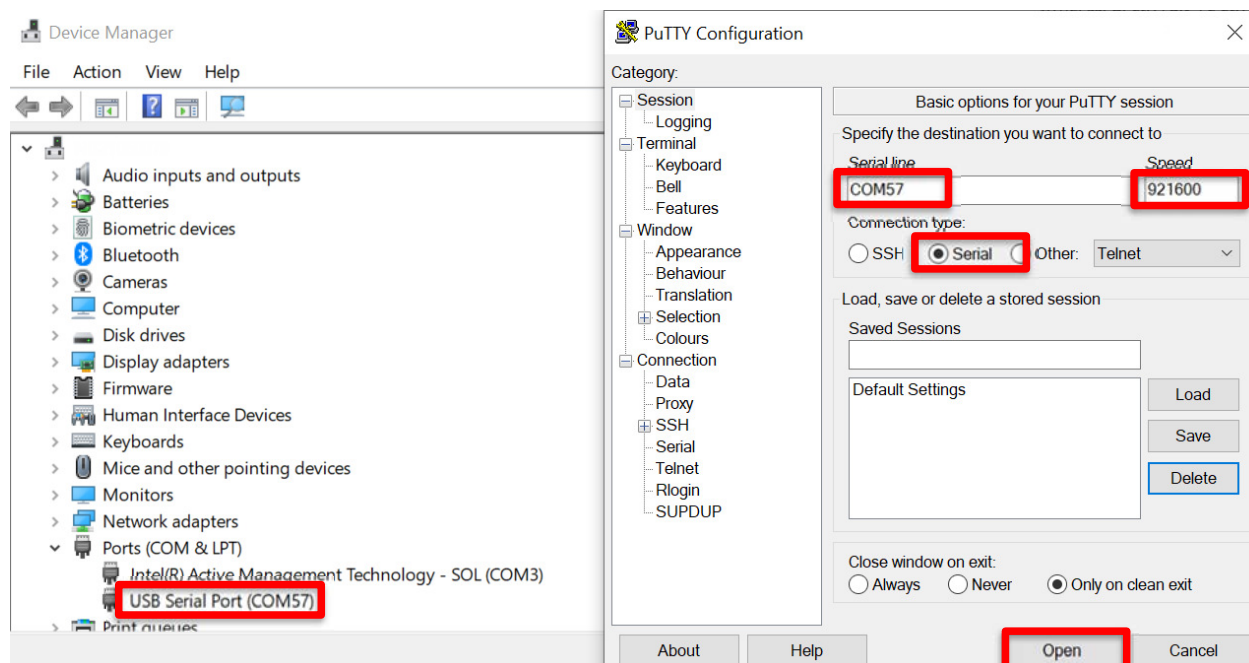 Device Manager
File Action View Help
Audio inputs and outputs
Batteries
Biometric devices
Bluetooth
Cameras
Computer
Disk drives
Display adapters
Firmware
Human Interface Devices
Keyboards
Mice and other pointing devices
Monitors
Network adapters
Ports (COM & LPT)
Intel(R) Active Management Technology - SOL (COM3)
USB Serial Port (COM57)
Print queues
PuTTY Configuration
Category:
Session
Logging
Terminal
Keyboard
Bell
Features
Window
Appearance
Behaviour
Translation
Selection
Colours
Connection
Data
Proxy
SSH
Serial
Telnet
Rlogin
SUPDUP
Basic options for your PuTTY session
Specify the destination you want to connect to
Serial line Speed
COM57 921600
Connection type:
SSH Serial Other: Telnet
Load, save or delete a stored session
Saved Sessions
Default Settings
Load
Save
Delete
Close window on exit:
Always Never Only on clean exit
About Help Open Cancel